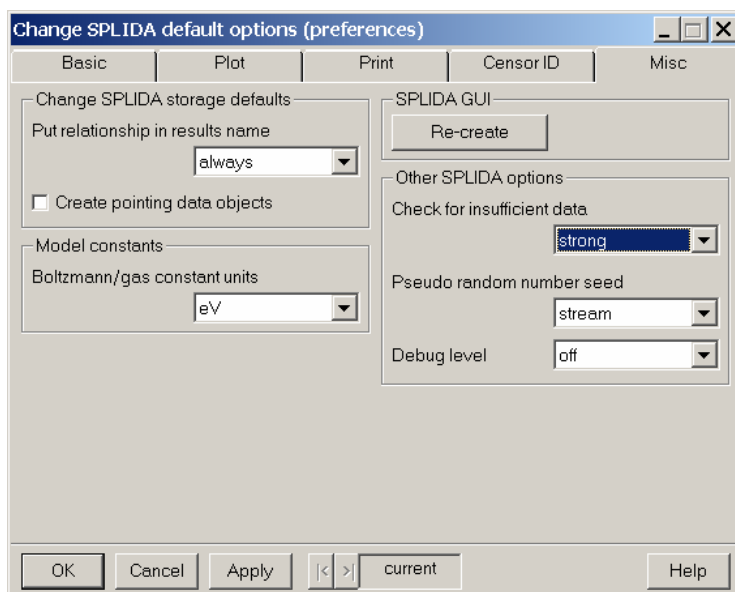 Change SPLIDA default options (preferences)
Basic Plot Print Censor ID Misc
Change SPLIDA storage defaults
Put relationship in results name
always
Create pointing data objects
Model constants
Boltzmann/gas constant units
eV
SPLIDA GUI
Re-create
Other SPLIDA options
Check for insufficient data
strong
Pseudo random number seed
stream
Debug level off
OK Cancel Apply |< >| current Help